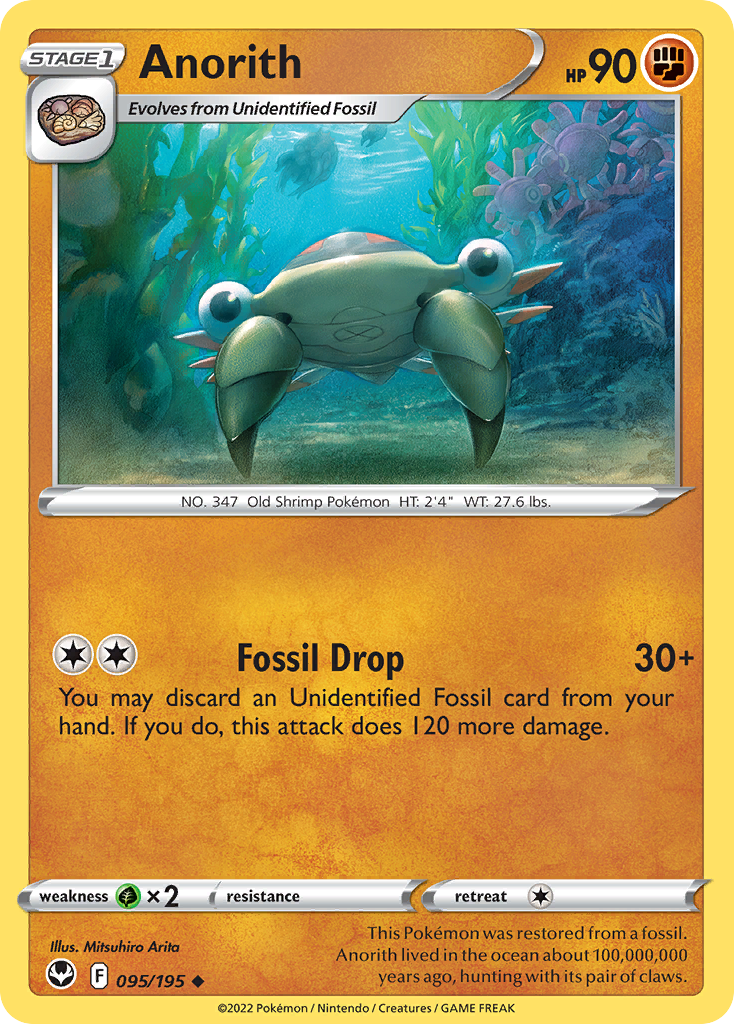 STAGE1
Anorith
HP90
Evolves from Unidentified Fossil
NO. 347 Old Shrimp Pokémon HT: 2'4" WT: 27.6 lbs.
Fossil Drop 30+
You may discard an Unidentified Fossil card from your
hand. If you do, this attack does 120 more damage.
weakness ×2 resistance retreat
Illus. Mitsuhiro Arita
This Pokémon was restored from a fossil.
Anorith lived in the ocean about 100,000,000
years ago, hunting with its pair of claws.
F 095/195
©2022 Pokémon / Nintendo / Creatures / GAME FREAK